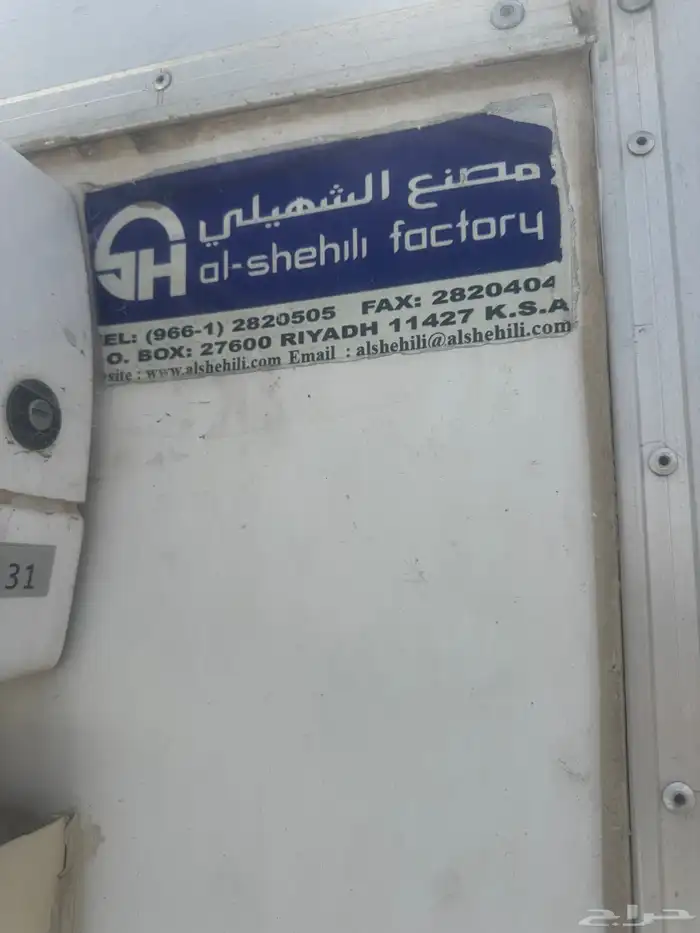 مصنع الشهيلي
SH al-shehili factory
TEL: (966-1) 2820505 FAX: 2820404
P.O. BOX: 27600 RIYADH 11427 K.S.A
site : www.alshehili.com Email : alshehili@alshehili.com
31
حراج